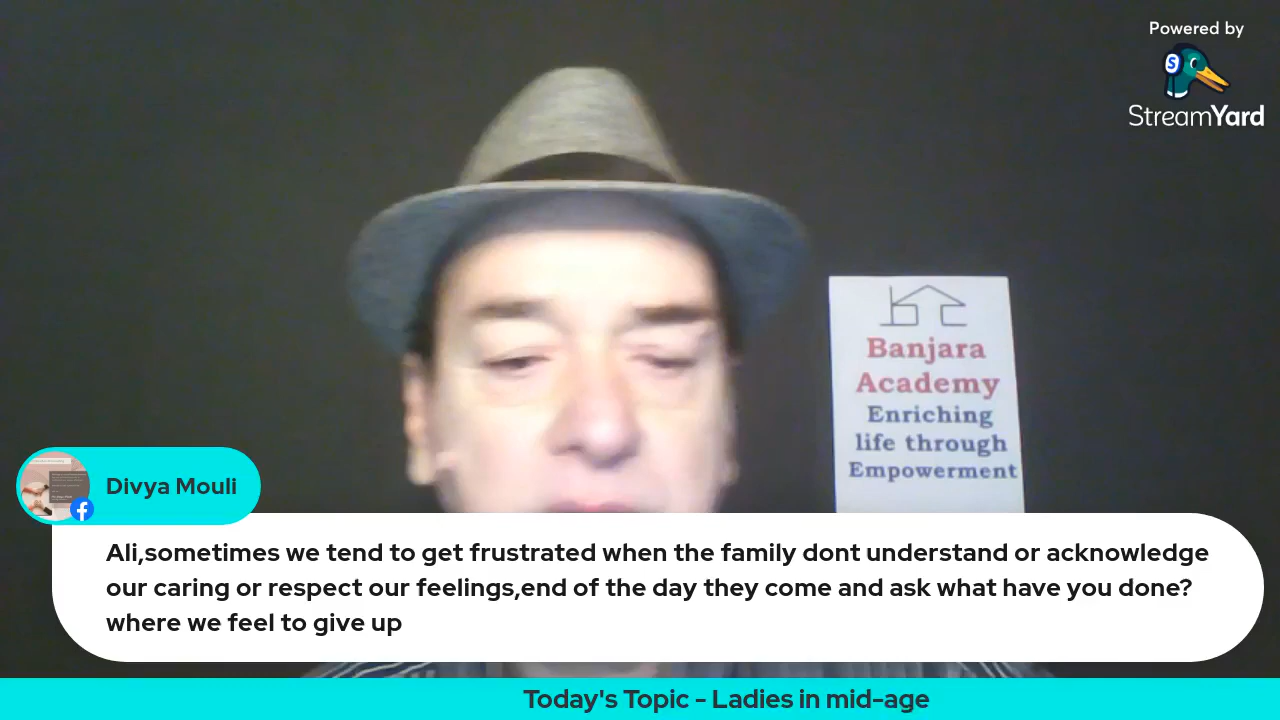 Powered by
StreamYard
Banjara
Academy
Enriching
life through
Empowerment
Divya Mouli
Ali,sometimes we tend to get frustrated when the family dont understand or acknowledge
our caring or respect our feelings,end of the day they come and ask what have you done?
where we feel to give up
Today's Topic - Ladies in mid-age